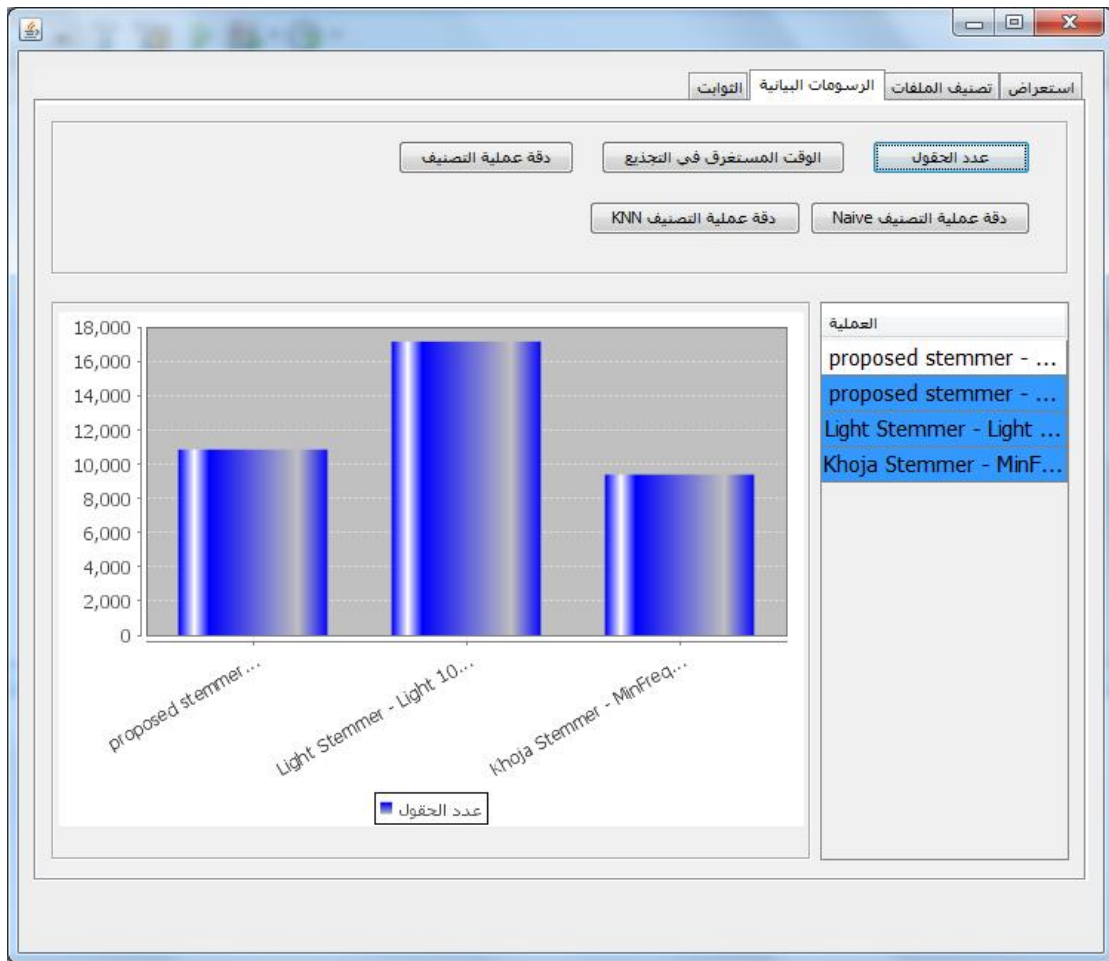 استعراض
تصنيف الملفات
الرسومات البيانية
الثوابت
عدد الحقول
الوقت المستغرق في التجذيع
دقة عملية التصنيف
دقة عملية التصنيف Naive
دقة عملية التصنيف KNN
العملية
proposed stemmer - ...
proposed stemmer - ...
Light Stemmer - Light ...
Khoja Stemmer - MinF...
18,000
16,000
14,000
12,000
10,000
8,000
6,000
4,000
2,000
0
proposed stemmer...
Light Stemmer - Light 10...
Khoja Stemmer - MinFreq...
عدد الحقول